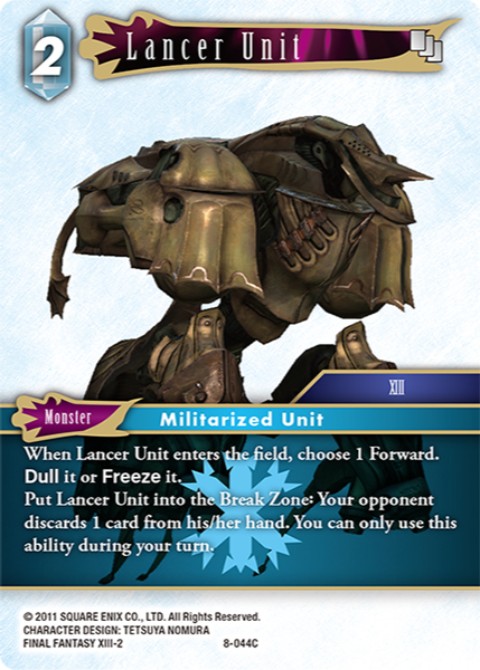 2
Lancer Unit
XIII
Monster
Militarized Unit
When Lancer Unit enters the field, choose 1 Forward.
Dull it or Freeze it.
Put Lancer Unit into the Break Zone: Your opponent
discards 1 card from his/her hand. You can only use this
ability during your turn.
© 2011 SQUARE ENIX CO., LTD. All Rights Reserved.
CHARACTER DESIGN: TETSUYA NOMURA
FINAL FANTASY XIII-2 8-044C